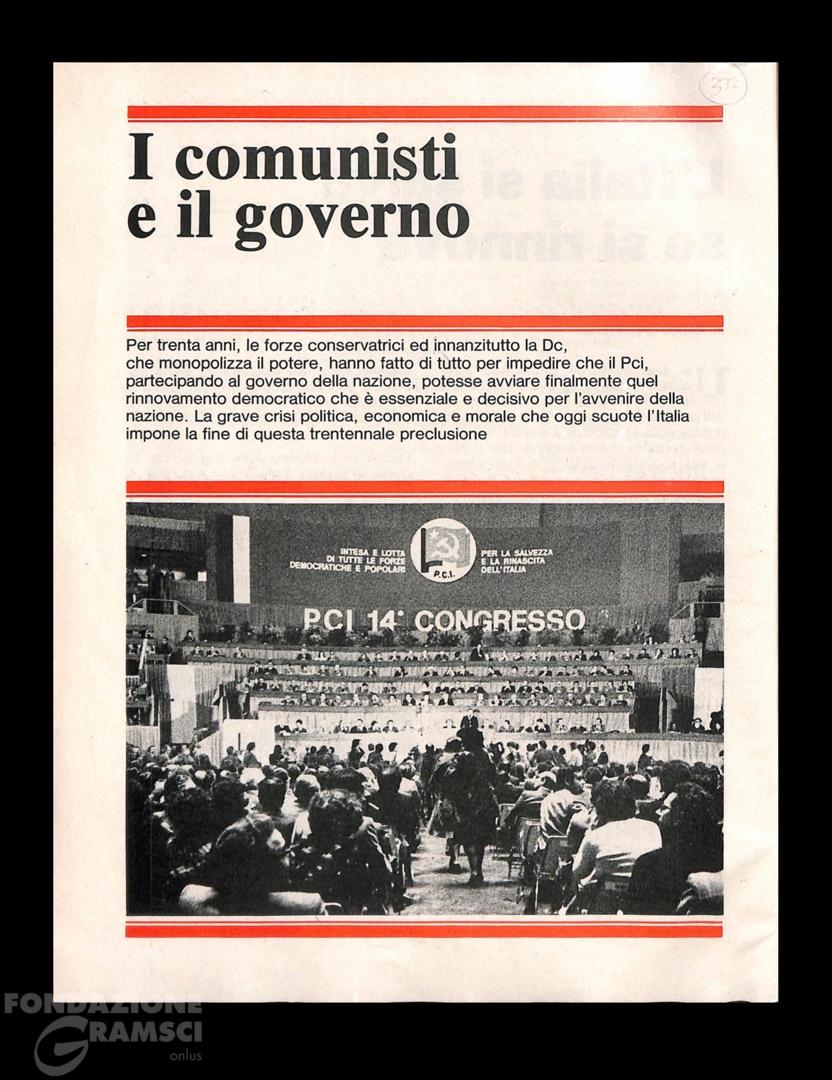 I comunisti
e il governo
Per trenta anni, le forze conservatrici ed innanzitutto la Dc,
che monopolizza il potere, hanno fatto di tutto per impedire che il Pci,
partecipando al governo della nazione, potesse avviare finalmente quel
rinnovamento democratico che è essenziale e decisivo per l'avvenire della
nazione. La grave crisi politica, economica e morale che oggi scuote l'Italia
impone la fine di questa trentennale preclusione
INTESA E LOTTA
DI TUTTE LE FORZE
DEMOCRATICHE E POPOLARI
P.C.I.
PER LA SALVEZZA
E LA RINASCITA
DELL'ITALIA
PCI 14° CONGRESSO
FONDAZIONE
GRAMSCI
onlus